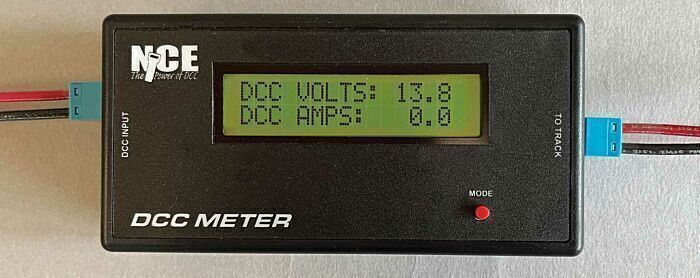 NCE
The Power of DCC
DCC VOLTS: 13.8
DCC AMPS: 0.0
DCC INPUT
TO TRACK
MODE
DCC METER